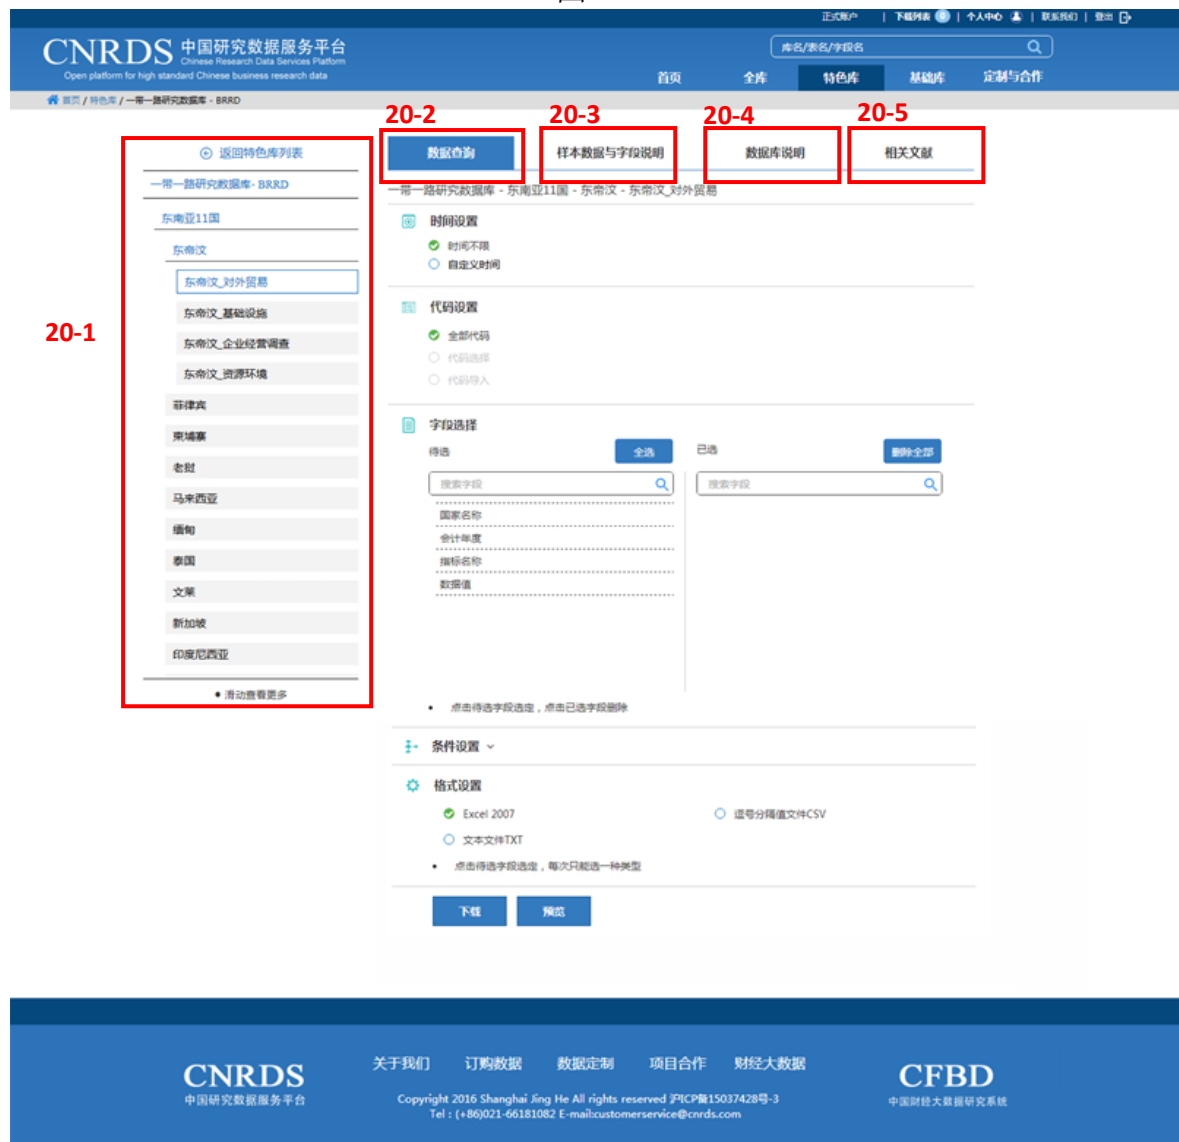 正式账户 | 下载列表 0 | 个人中心 | 联系我们 | 登出
CNRDS 中国研究数据服务平台
Chinese Research Data Services Platform
Open platform for high standard Chinese business research data
库名/表名/字段名
首页 全库 特色库 基础库 定制与合作
首页 / 特色库 / 一带一路研究数据库 - BRRD
20-2 20-3 20-4 20-5
返回特色库列表
数据查询 样本数据与字段说明 数据库说明 相关文献
一带一路研究数据库- BRRD
一带一路研究数据库 - 东南亚11国 - 东帝汶 - 东帝汶_对外贸易
东南亚11国
时间设置
时间不限
自定义时间
东帝汶
东帝汶_对外贸易
东帝汶_基础设施
东帝汶_企业经营调查
东帝汶_资源环境
20-1
菲律宾
柬埔寨
老挝
马来西亚
缅甸
泰国
文莱
新加坡
印度尼西亚
• 滑动查看更多
代码设置
全部代码
代码选择
代码导入
字段选择
待选 全选 已选 删除全部
搜索字段 搜索字段
国家名称
会计年度
指标名称
数据值
• 点击待选字段选定，点击已选字段删除
条件设置
格式设置
Excel 2007 逗号分隔值文件CSV
文本文件TXT
• 点击待选字段选定，每次只能选一种类型
下载 预览
关于我们 订购数据 数据定制 项目合作 财经大数据
CNRDS
中国研究数据服务平台
Copyright 2016 Shanghai Jing He All rights reserved 沪ICP备15037428号-3
Tel : (+86)021-66181082 E-mail:customerservice@cnrds.com
CFBD
中国财经大数据研究系统